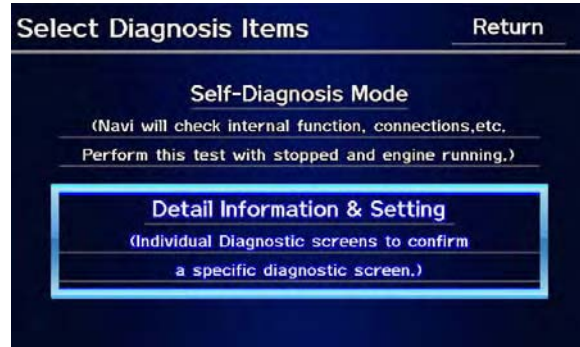 Select Diagnosis Items
Return
Self-Diagnosis Mode
(Navi will check internal function, connections,etc.
Perform this test with stopped and engine running.)
Detail Information & Setting
(Individual Diagnostic screens to confirm
a specific diagnostic screen.)